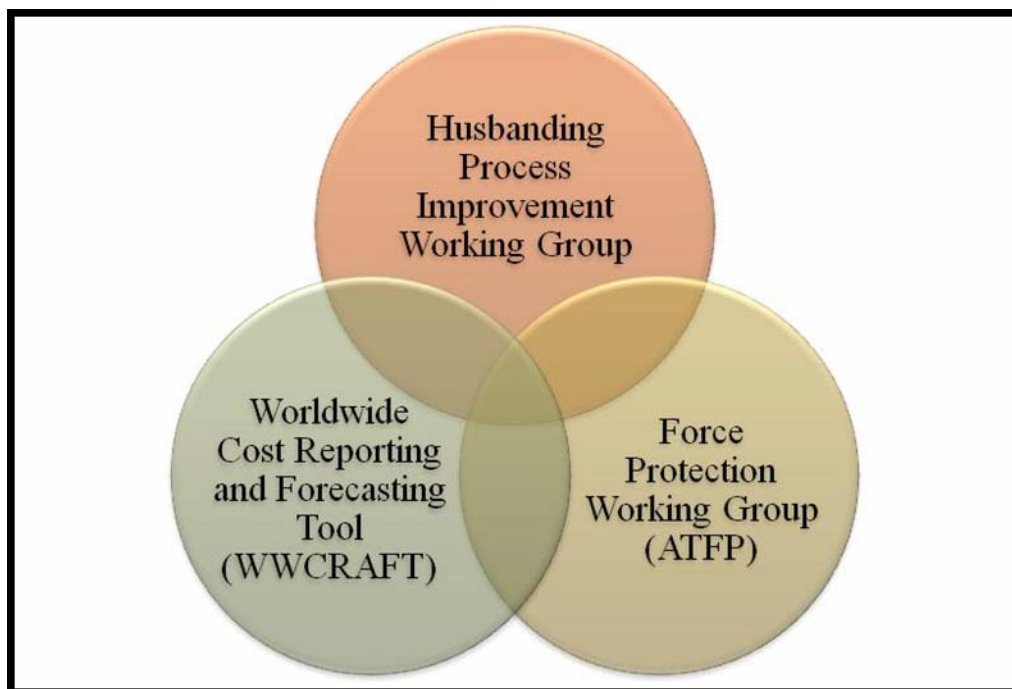 Husbanding
Process
Improvement
Working Group
Worldwide
Cost Reporting
and Forecasting
Tool
(WWCRAFT)
Force
Protection
Working Group
(ATFP)